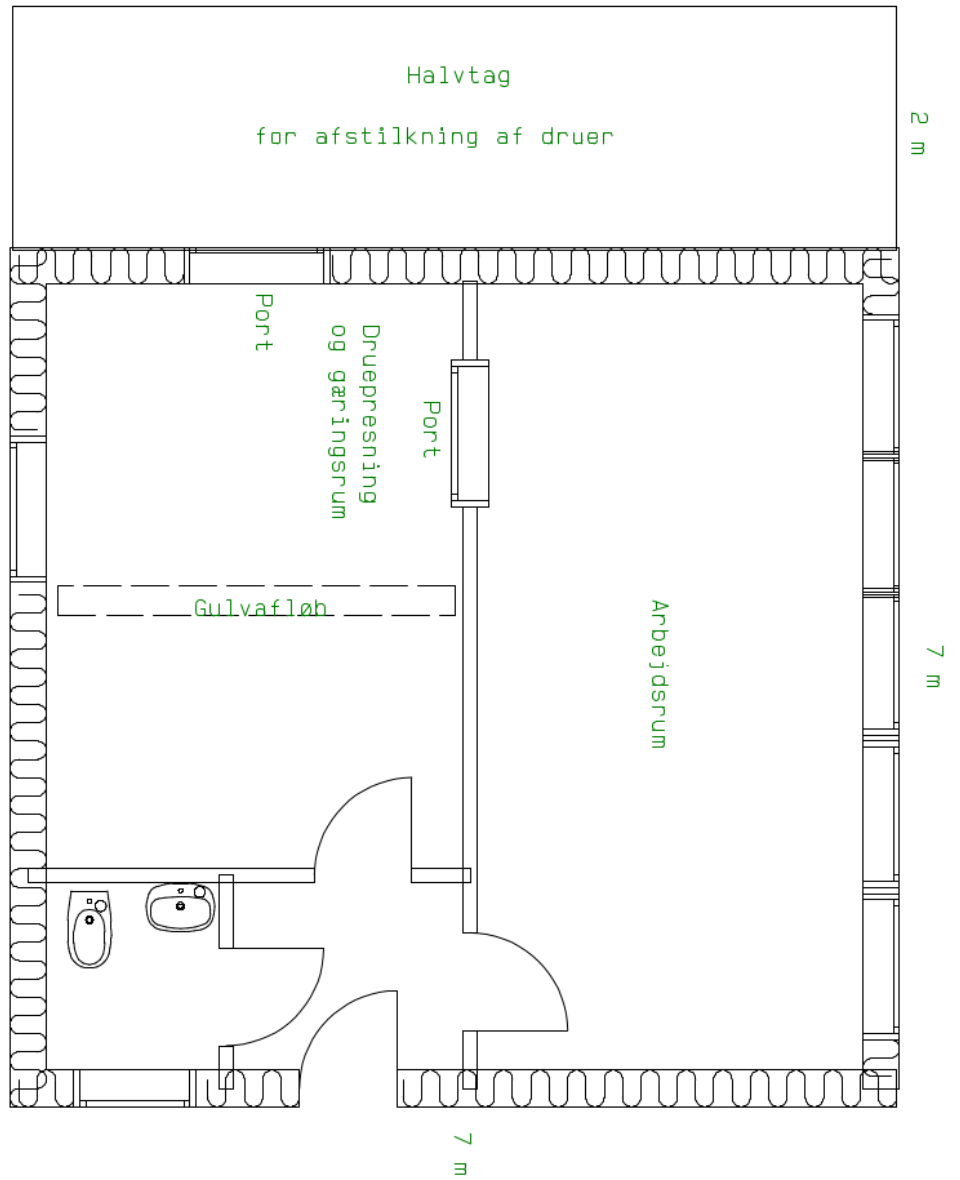 Halvtag
for afstilkning af druer
2 m
Port
Druepresning
og gæringsrum
Port
Gulvafløb
Arbejdsrum
7 m
7 m